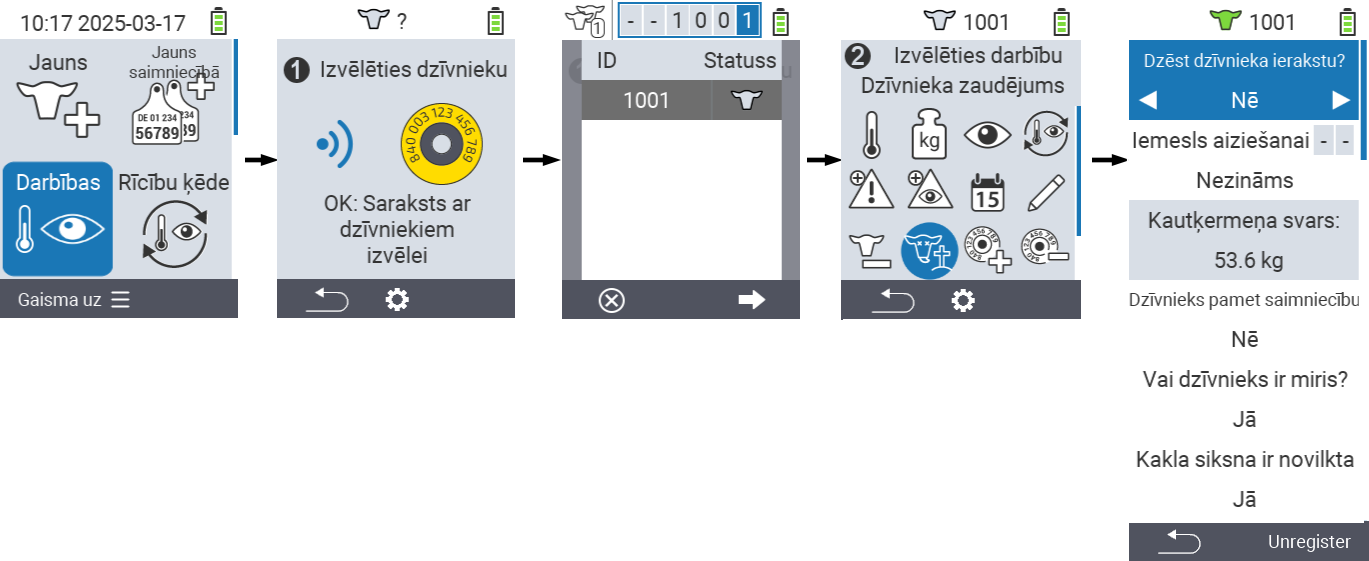 10:17 2025-03-17
Jauns
Jauns
saimniecībā
DE 01 234
56789
234
89
Darbības
Rīcību ķēde
Gaisma uz
?
1 Izvēlēties dzīvnieku
840 003 123 456 789
OK: Saraksts ar
dzīvniekiem
izvēlei
1
- - 1 0 0 1
ID Statuss
1001
1001
2 Izvēlēties darbību
Dzīvnieka zaudējums
kg
15
1001
Dzēst dzīvnieka ierakstu?
Nē
Iemesls aiziešanai - -
Nezināms
Kautķermeņa svars:
53.6 kg
Dzīvnieks pamet saimniecību
Nē
Vai dzīvnieks ir miris?
Jā
Kakla siksna ir novilkta
Jā
Unregister